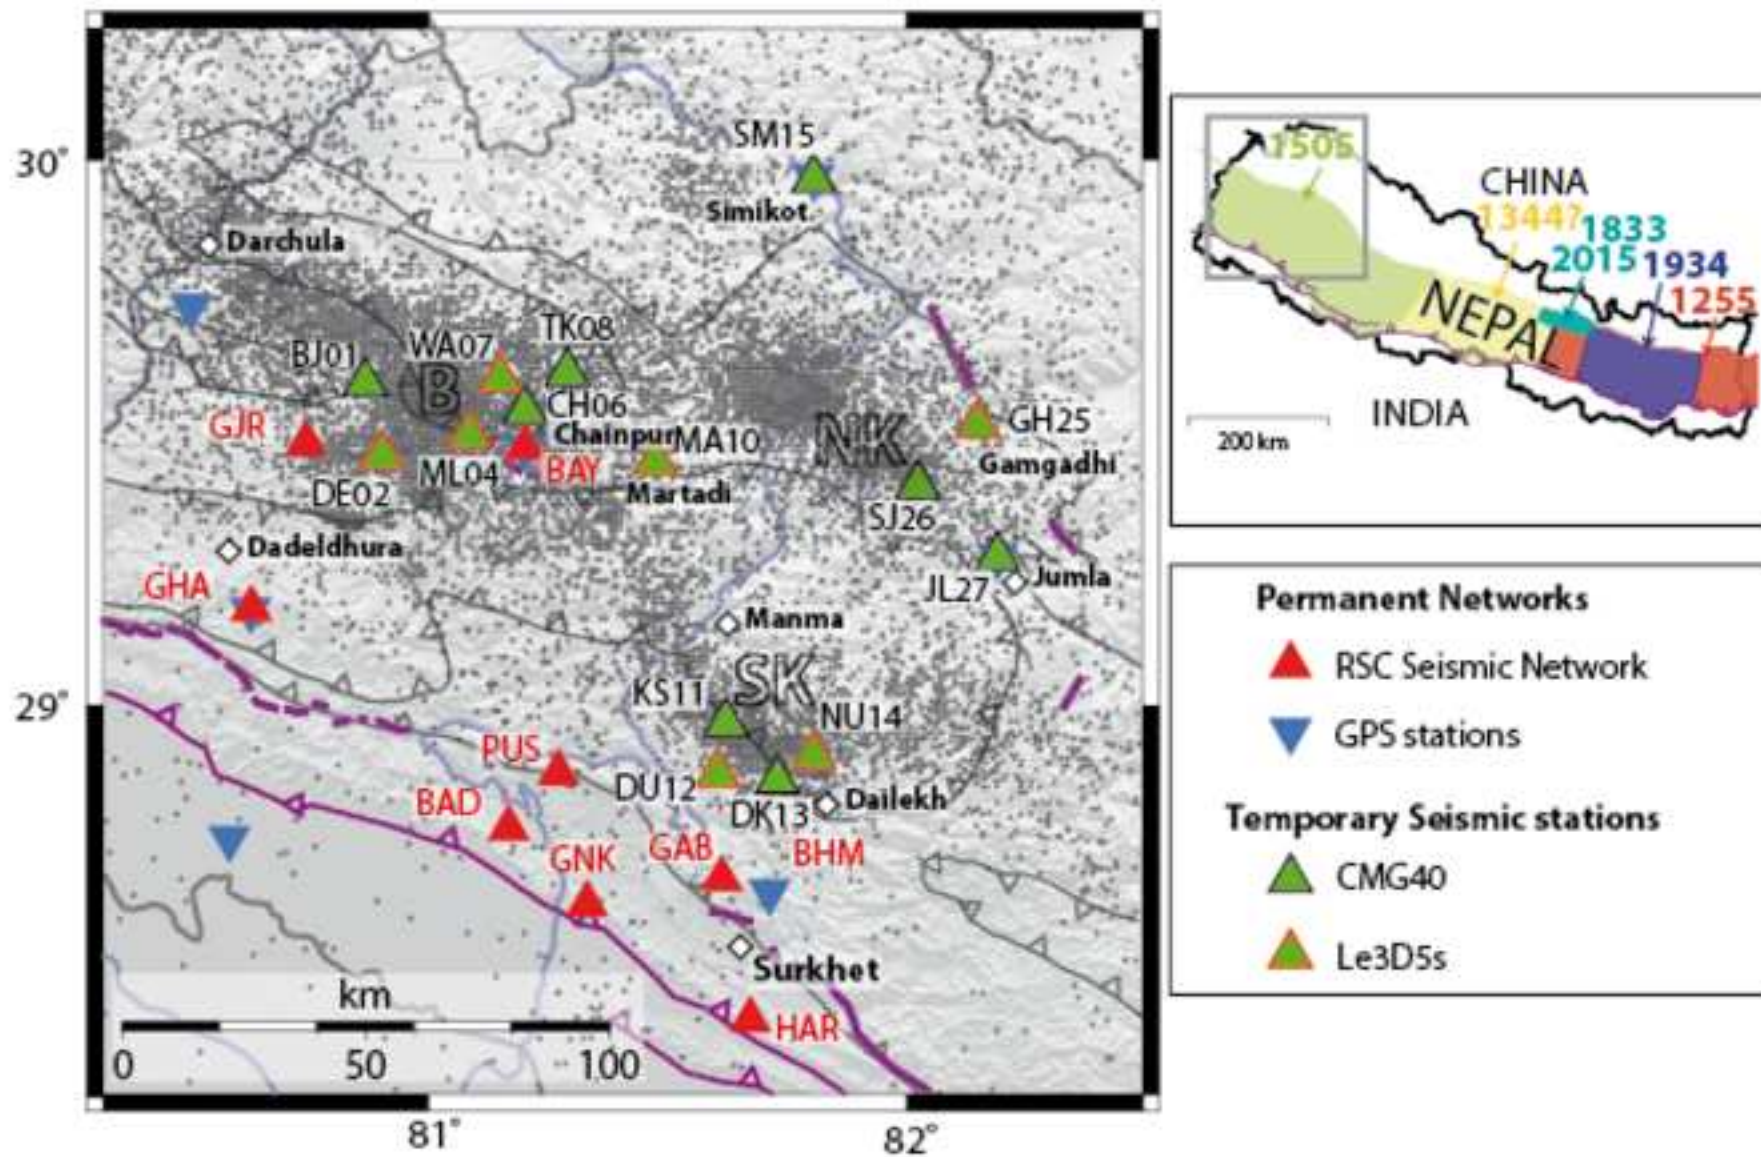 SM15
30°
Simikot
Darchula
TK08
WA07
BJ01
B
CH06
GJR
Chainpur
MA10
NK
GH25
ML04
BAY
Gamgadhi
DE02
Martadi
SJ26
Dadeldhura
GHA
JL27
Jumla
Manma
SK
KS11
29°
NU14
PUS
DU12
BAD
DK13
Dailekh
GNK
GAB
BHM
Surkhet
km
HAR
0
50
100
81°
82°
1505
CHINA
1344?
1833
2015
1934
1255
NEPAL
INDIA
200 km
Permanent Networks
RSC Seismic Network
GPS stations
Temporary Seismic stations
CMG40
Le3D5s